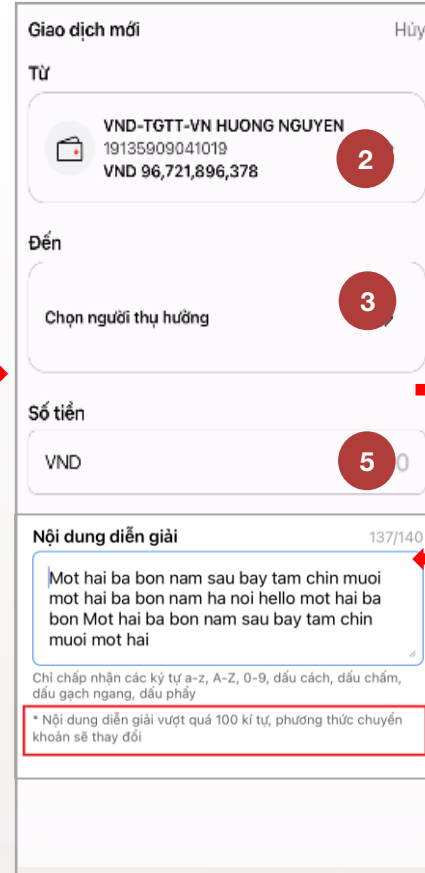 Giao dịch mới Hủy
Từ
VND-TGTT-VN HUONG NGUYEN
19135909041019
VND 96,721,896,378
2
Đến
Chọn người thụ hưởng
3
Số tiền
VND 5 0
Nội dung diễn giải 137/140
Mot hai ba bon nam sau bay tam chin muoi
mot hai ba bon nam ha noi hello mot hai ba
bon Mot hai ba bon nam sau bay tam chin
muoi mot hai
Chỉ chấp nhận các ký tự a-z, A-Z, 0-9, dấu cách, dấu chấm,
dấu gạch ngang, dấu phẩy
* Nội dung diễn giải vượt quá 100 kí tự, phương thức chuyển
khoản sẽ thay đổi